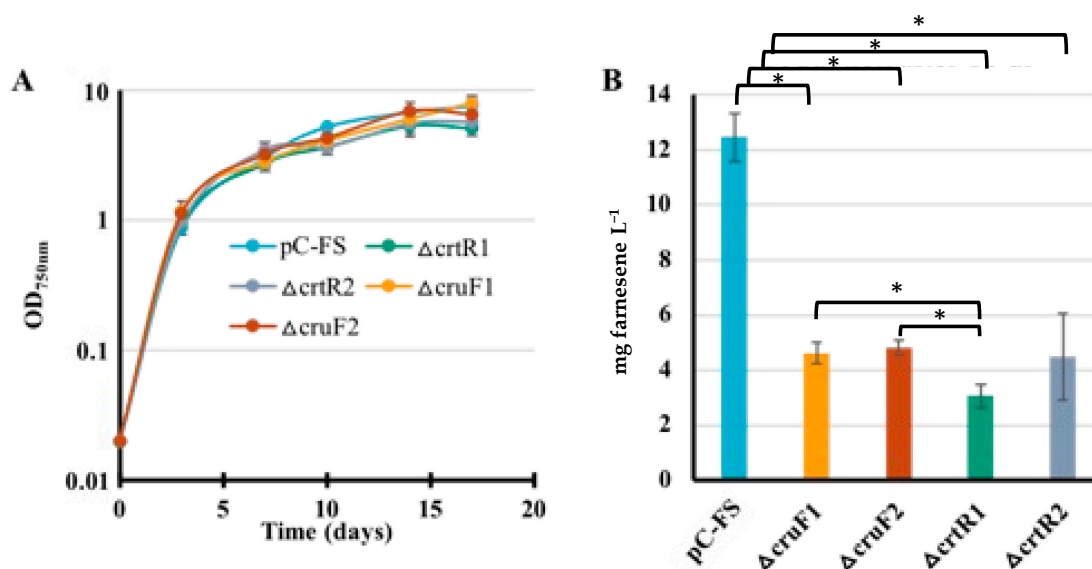 A
10
1
0.1
0.01
OD750nm
0
5
10
15
20
Time (days)
pC-FS
ΔcrtR1
ΔcrtR2
ΔcruF1
ΔcruF2
B
*
*
*
*
*
*
14
12
10
8
6
4
2
0
mg farnesene L⁻¹
pC-FS
ΔcruF1
ΔcruF2
ΔcrtR1
ΔcrtR2